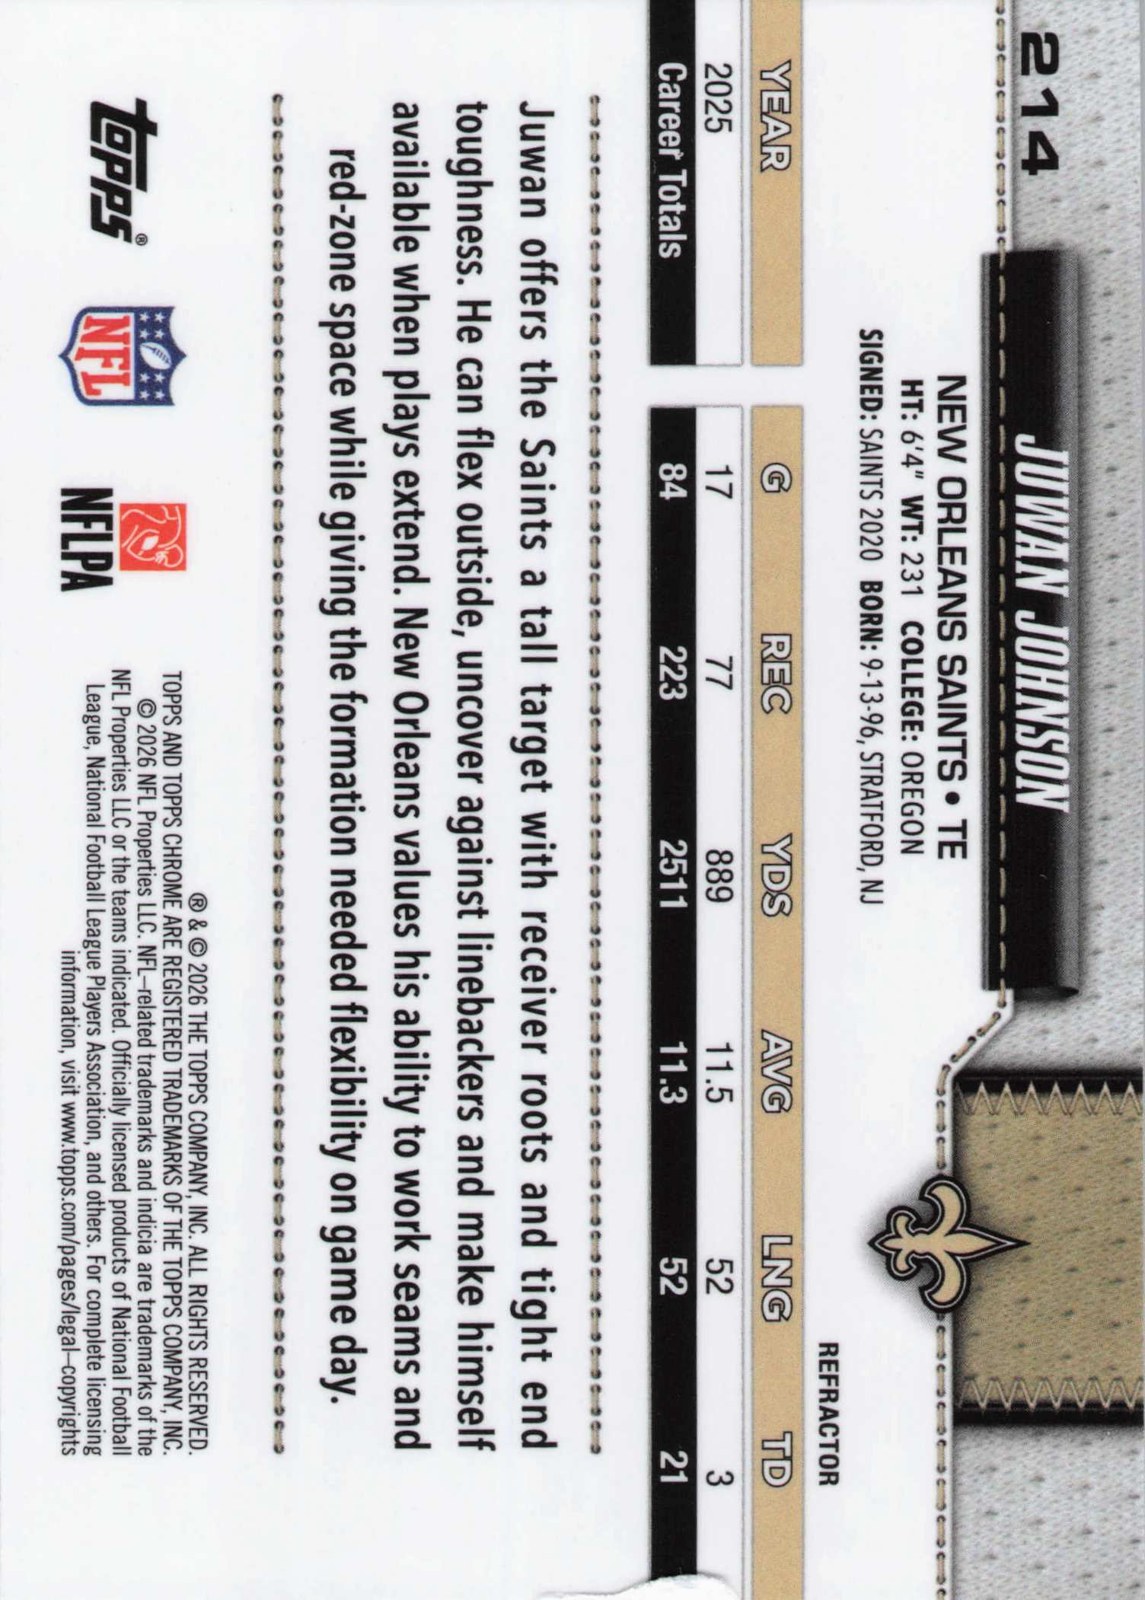 214
JUWAN JOHNSON
NEW ORLEANS SAINTS • TE
HT: 6'4" WT: 231 COLLEGE: OREGON
SIGNED: SAINTS 2020 BORN: 9-13-96, STRATFORD, NJ
REFRACTOR
YEAR G REC YDS AVG LNG TD
2025 17 77 889 11.5 52 3
Career Totals 84 223 2511 11.3 52 21
Juwan offers the Saints a tall target with receiver roots and tight end
toughness. He can flex outside, uncover against linebackers and make himself
available when plays extend. New Orleans values his ability to work seams and
red-zone space while giving the formation needed flexibility on game day.
topps®
NFL
NFLPA
® & © 2026 THE TOPPS COMPANY, INC. ALL RIGHTS RESERVED.
TOPPS AND TOPPS CHROME ARE REGISTERED TRADEMARKS OF THE TOPPS COMPANY, INC.
© 2026 NFL Properties LLC. NFL-related trademarks and indicia are trademarks of the
NFL Properties LLC or the teams indicated. Officially licensed products of National Football
League, National Football League Players Association, and others. For complete licensing
information, visit www.topps.com/pages/legal-copyrights